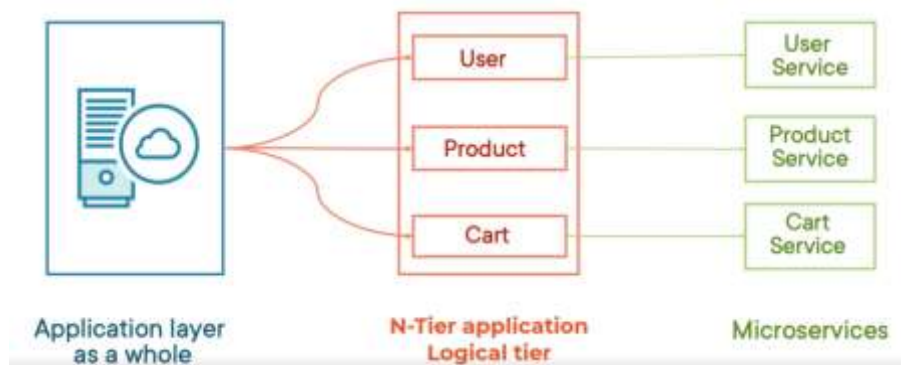 User
Product
Cart
User
Service
Product
Service
Cart
Service
Application layer
as a whole
N-Tier application
Logical tier
Microservices